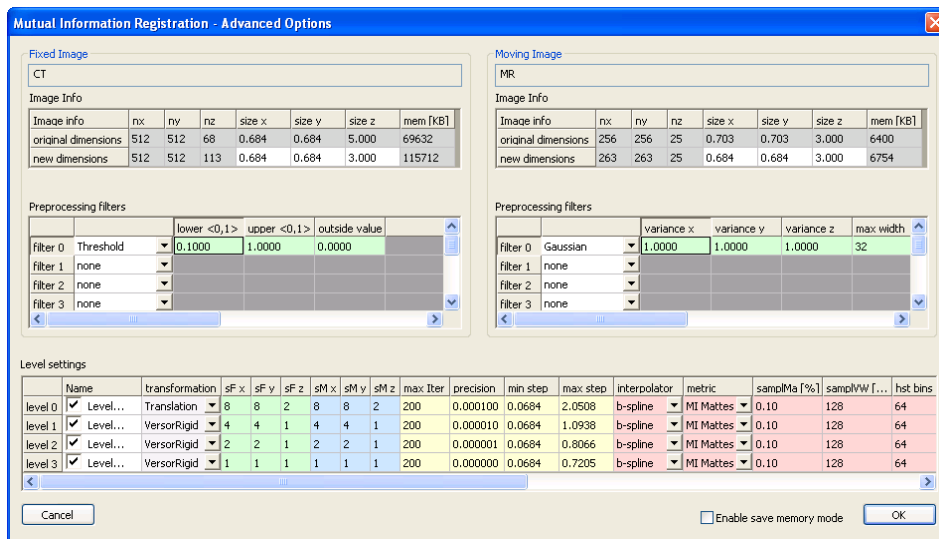 Mutual Information Registration - Advanced Options
Fixed Image
CT
Image Info
Image info nx ny nz size x size y size z mem [KB]
original dimensions 512 512 68 0.684 0.684 5.000 69632
new dimensions 512 512 113 0.684 0.684 3.000 115712
Preprocessing filters
lower <0,1> upper <0,1> outside value
filter 0 Threshold 0.1000 1.0000 0.0000
filter 1 none
filter 2 none
filter 3 none
Moving Image
MR
Image Info
Image info nx ny nz size x size y size z mem [KB]
original dimensions 256 256 25 0.703 0.703 3.000 6400
new dimensions 263 263 25 0.684 0.684 3.000 6754
Preprocessing filters
variance x variance y variance z max width
filter 0 Gaussian 1.0000 1.0000 1.0000 32
filter 1 none
filter 2 none
filter 3 none
Level settings
Name transformation sF x sF y sF z sM x sM y sM z max Iter precision min step max step interpolator metric samplMa [%] samplVW [... hst bins
level 0 Level... Translation 8 8 2 8 8 2 200 0.000100 0.0684 2.0508 b-spline MI Mattes 0.10 128 64
level 1 Level... VersorRigid 4 4 1 4 4 1 200 0.000010 0.0684 1.0938 b-spline MI Mattes 0.10 128 64
level 2 Level... VersorRigid 2 2 1 2 2 1 200 0.000001 0.0684 0.8066 b-spline MI Mattes 0.10 128 64
level 3 Level... VersorRigid 1 1 1 1 1 1 200 0.000000 0.0684 0.7205 b-spline MI Mattes 0.10 128 64
Cancel
Enable save memory mode
OK